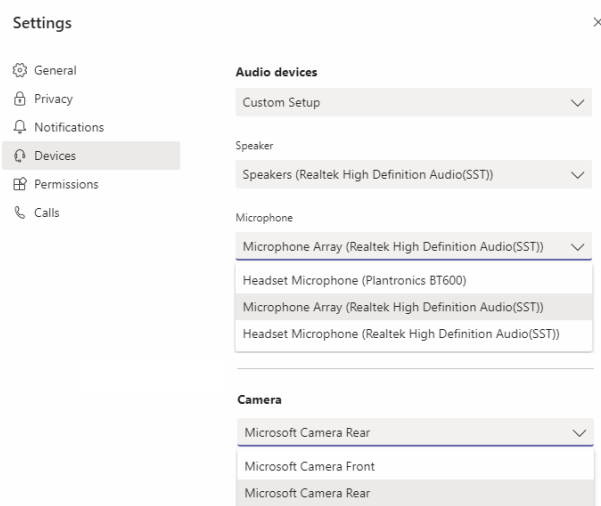 Settings
General
Privacy
Notifications
Devices
Permissions
Calls
Audio devices
Custom Setup
Speaker
Speakers (Realtek High Definition Audio(SST))
Microphone
Microphone Array (Realtek High Definition Audio(SST))
Headset Microphone (Plantronics BT600)
Microphone Array (Realtek High Definition Audio(SST))
Headset Microphone (Realtek High Definition Audio(SST))
Camera
Microsoft Camera Rear
Microsoft Camera Front
Microsoft Camera Rear